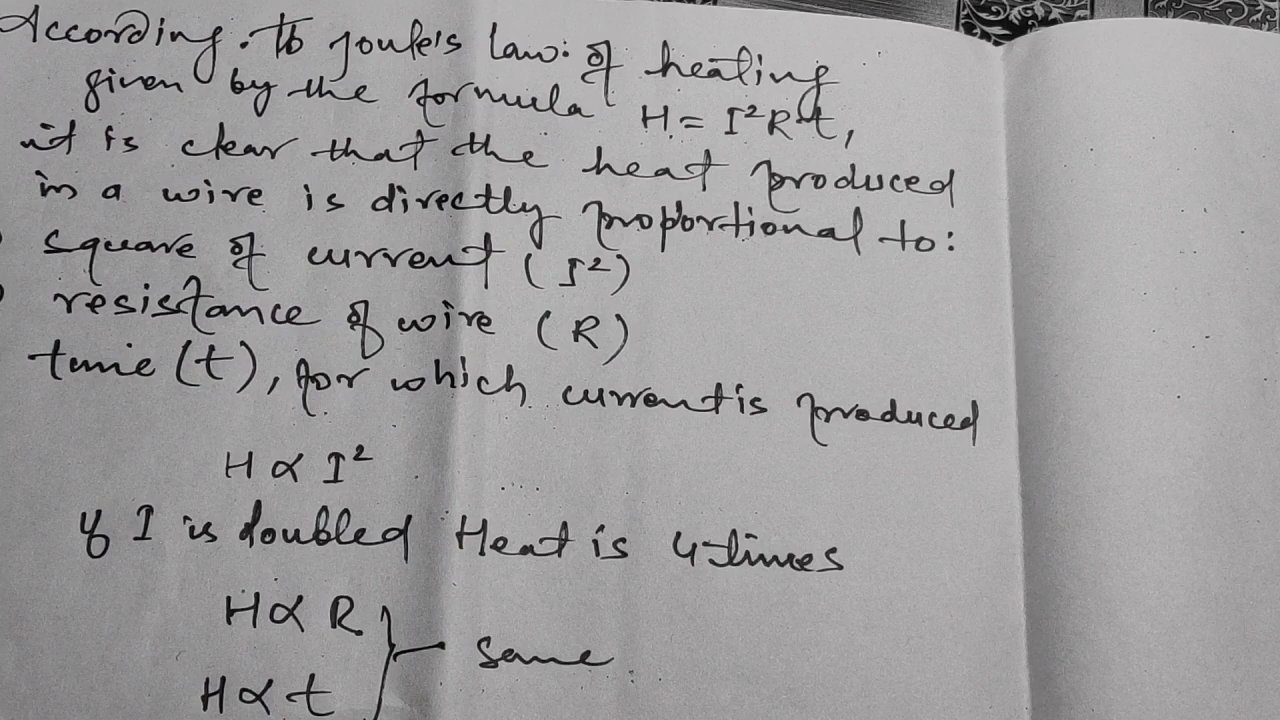 According. to Joule's law. of heating
given by the formula H = I²Rt,
it is clear that the heat produced
in a wire is directly proportional to:
square of current (I²)
resistance of wire (R)
time (t), for which current is produced
H ∝ I²
If I is doubled Heat is 4 times
H ∝ R
H ∝ t } same